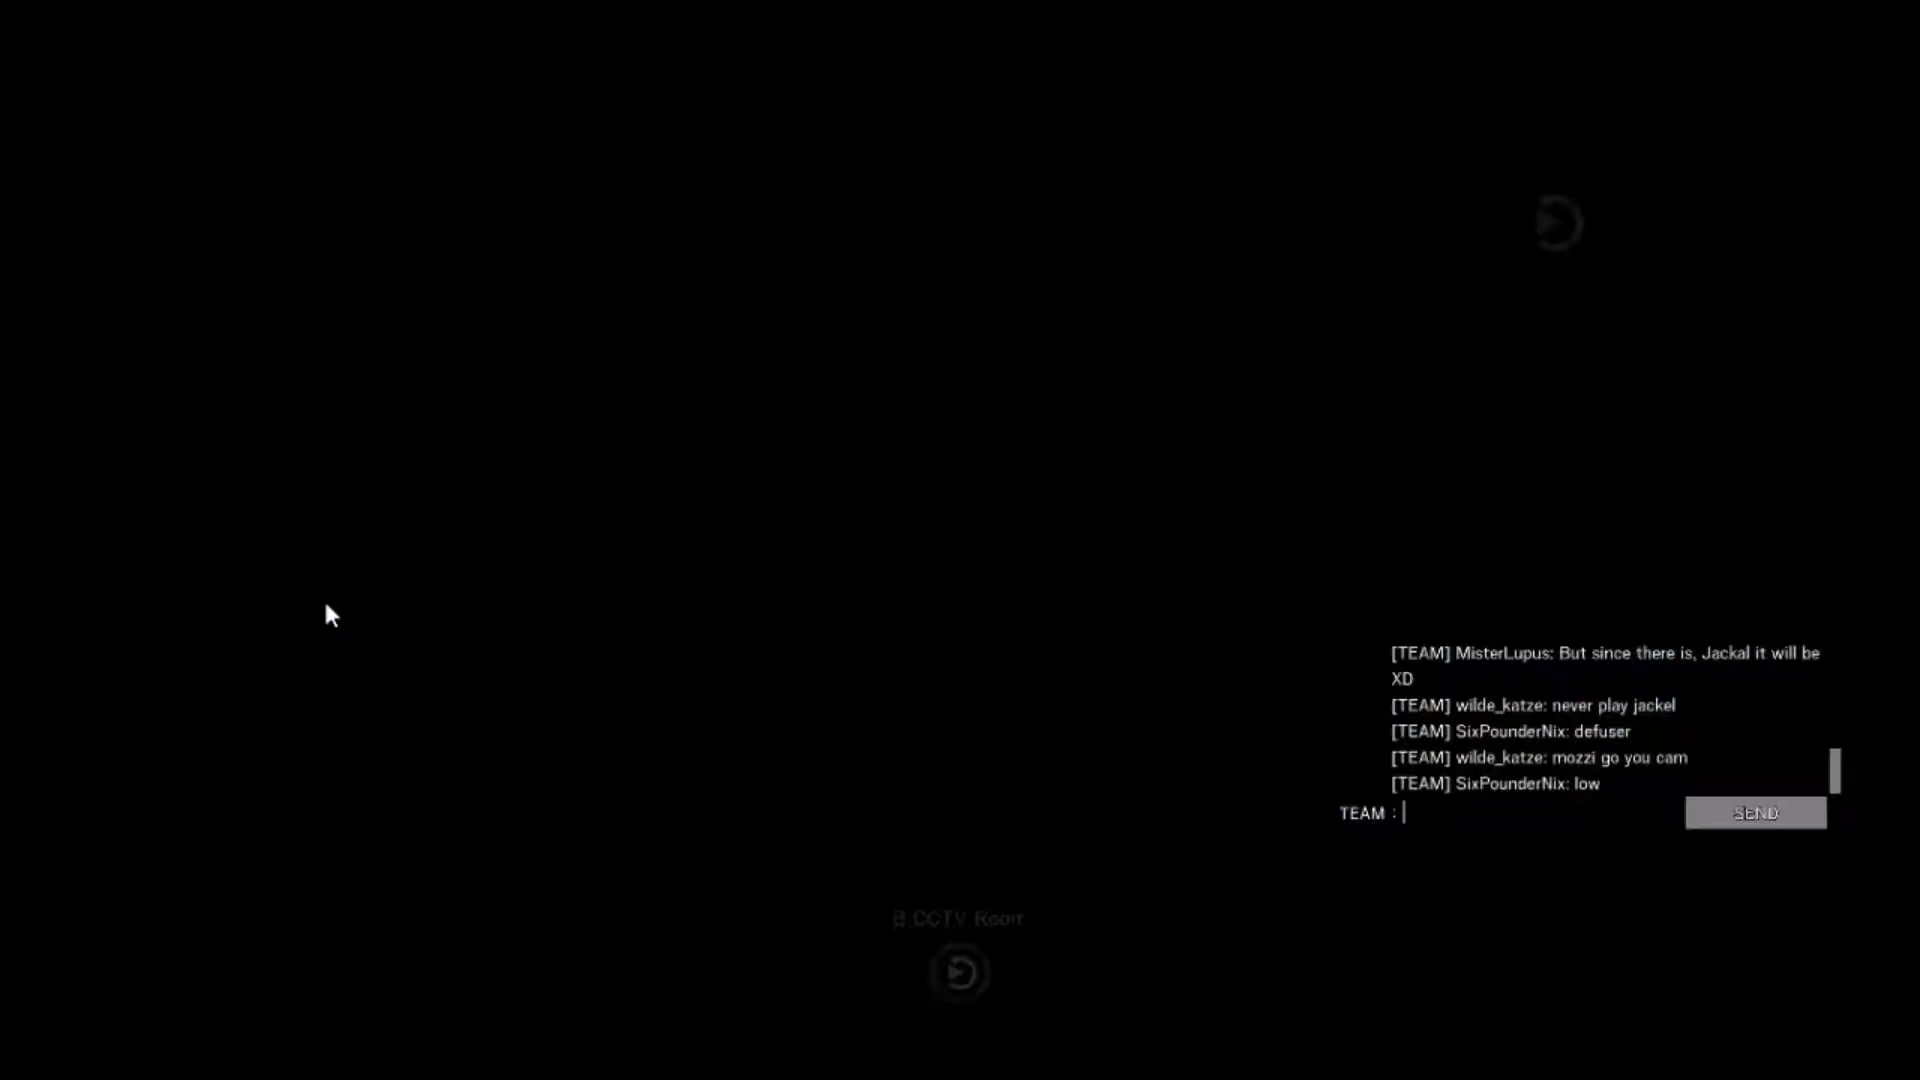 [TEAM] MisterLupus: But since there is, Jackal it will be
XD
[TEAM] wilde_katze: never play jackel
[TEAM] SixPounderNix: defuser
[TEAM] wilde_katze: mozzi go you cam
[TEAM] SixPounderNix: low
TEAM :
SEND
CCTV Room